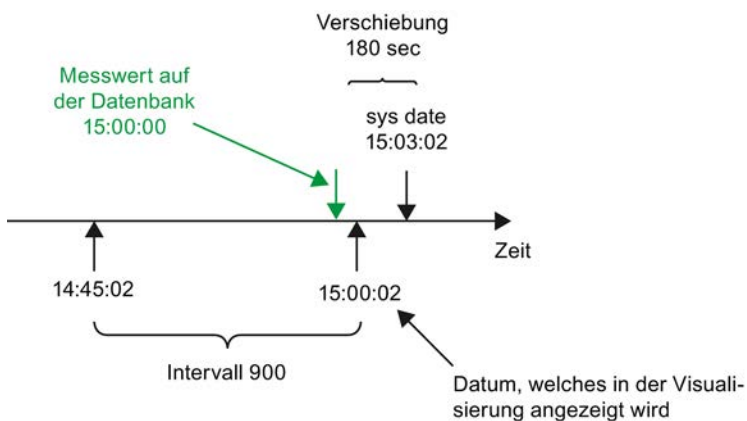 Verschiebung
180 sec
Messwert auf
der Datenbank
15:00:00
sys date
15:03:02
Zeit
14:45:02
15:00:02
Intervall 900
Datum, welches in der Visuali-
sierung angezeigt wird